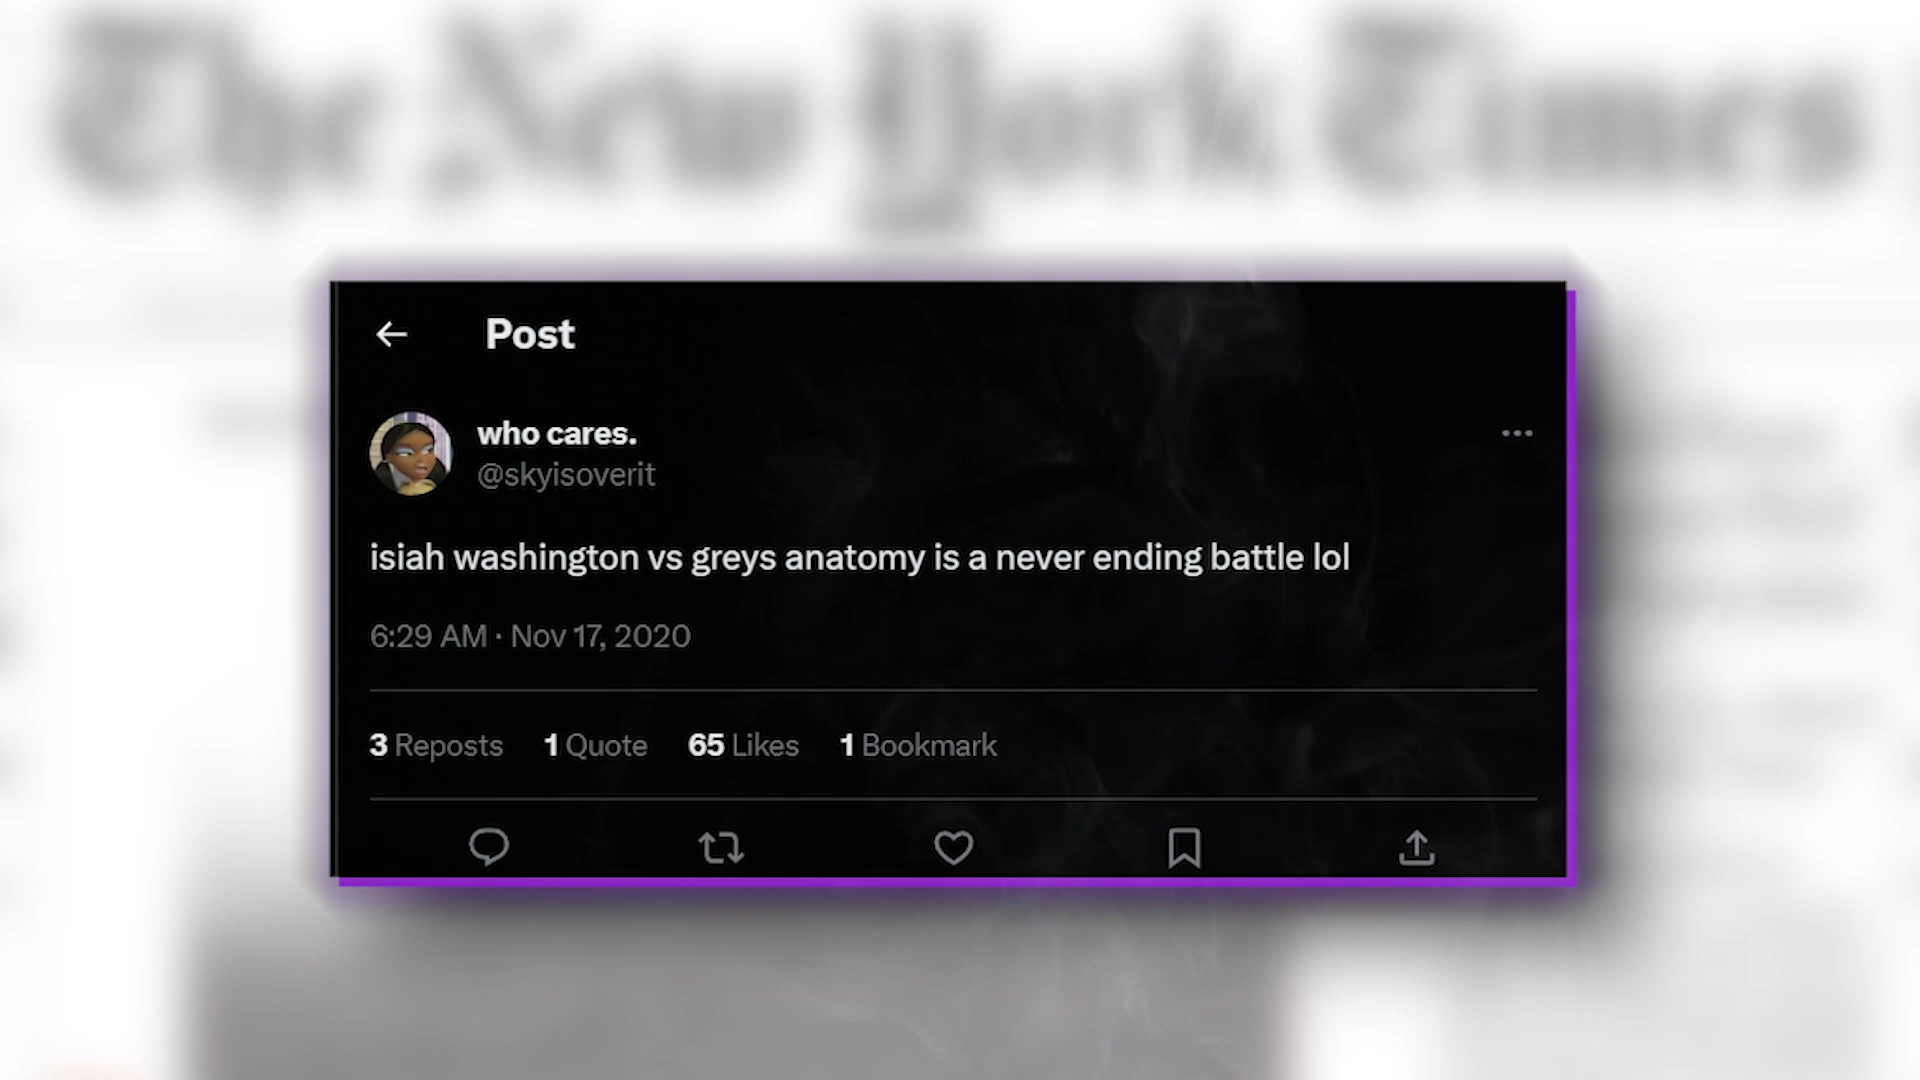 The New York Times
Post
who cares.
@skyisoverit
isiah washington vs greys anatomy is a never ending battle lol
6:29 AM · Nov 17, 2020
3 Reposts 1 Quote 65 Likes 1 Bookmark